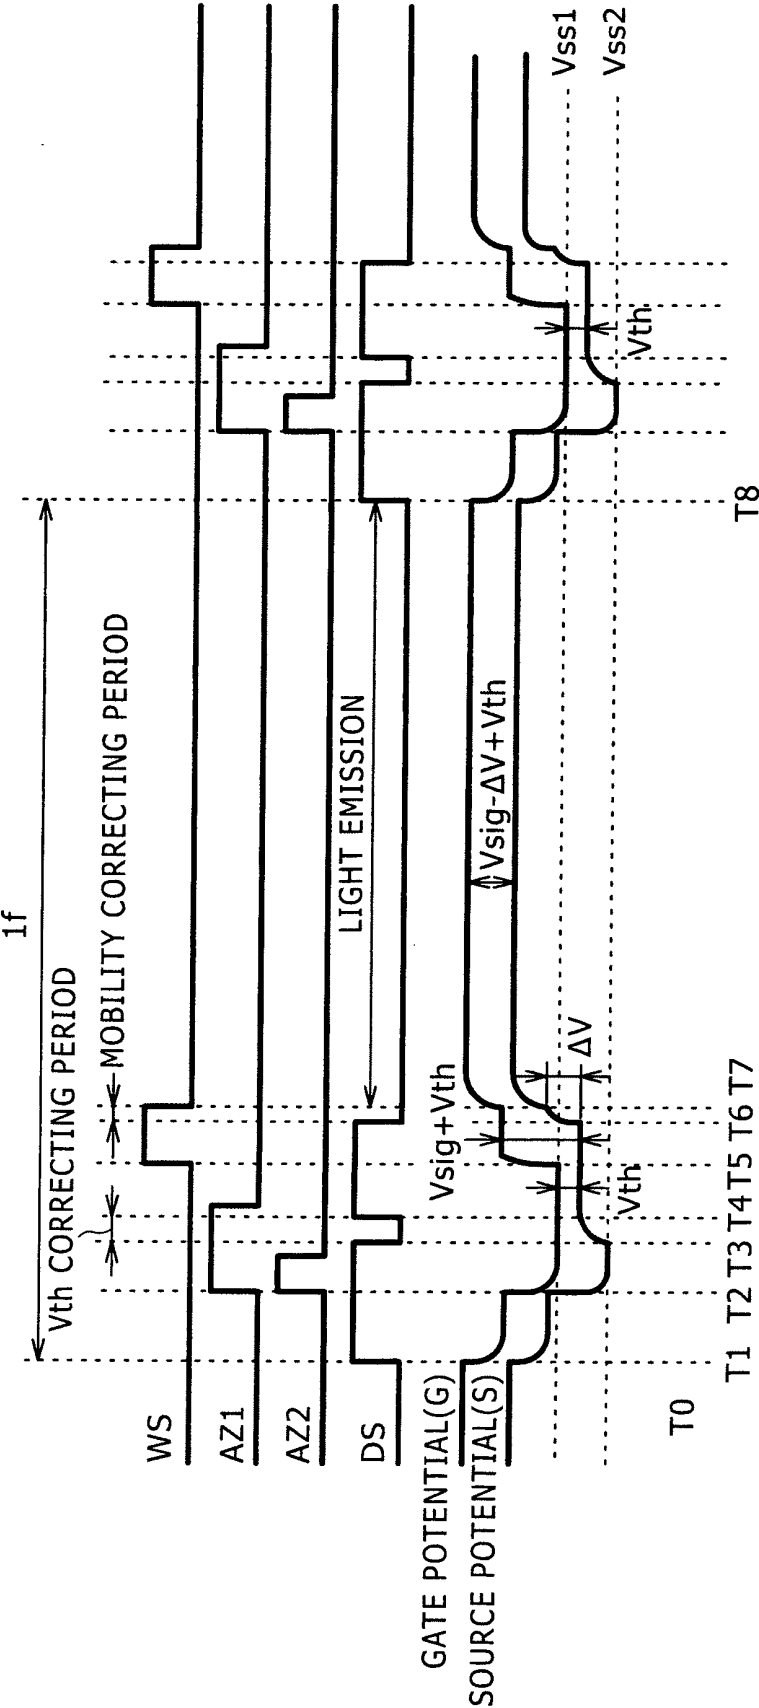 1f
Vth CORRECTING PERIOD
MOBILITY CORRECTING PERIOD
WS
AZ1
AZ2
LIGHT EMISSION
DS
GATE POTENTIAL(G)
SOURCE POTENTIAL(S)
Vsig+Vth
Vsig-ΔV+Vth
Vss1
Vss2
ΔV
Vth
Vth
T0
T1 T2 T3 T4 T5 T6 T7
T8